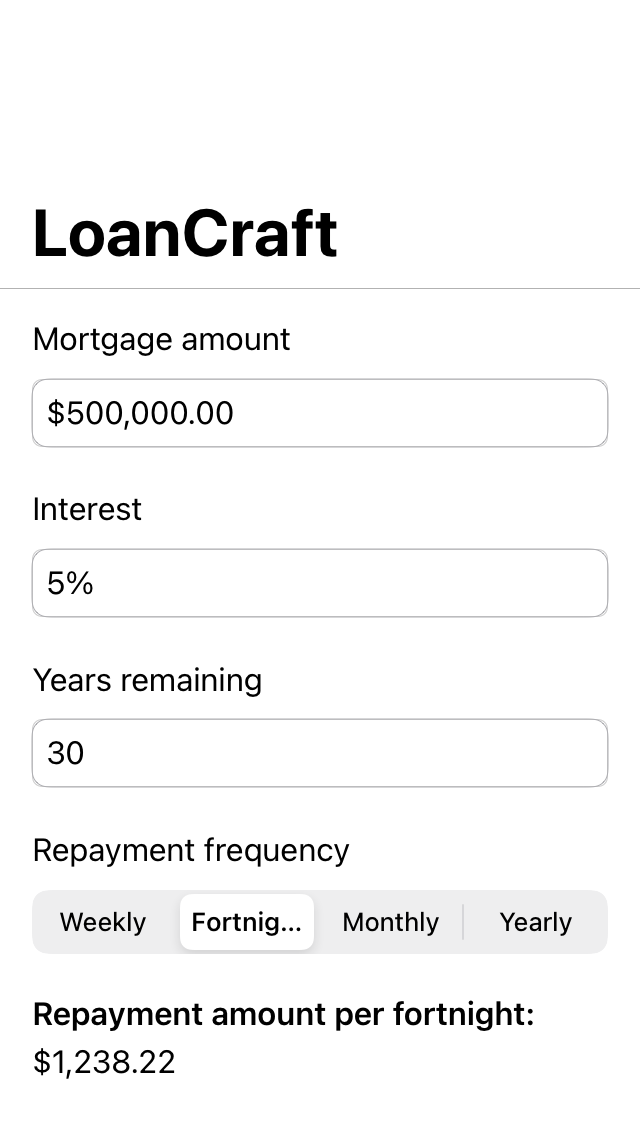 LoanCraft
Mortgage amount
$500,000.00
Interest
5%
Years remaining
30
Repayment frequency
Weekly Fortnig... Monthly Yearly
Repayment amount per fortnight:
$1,238.22